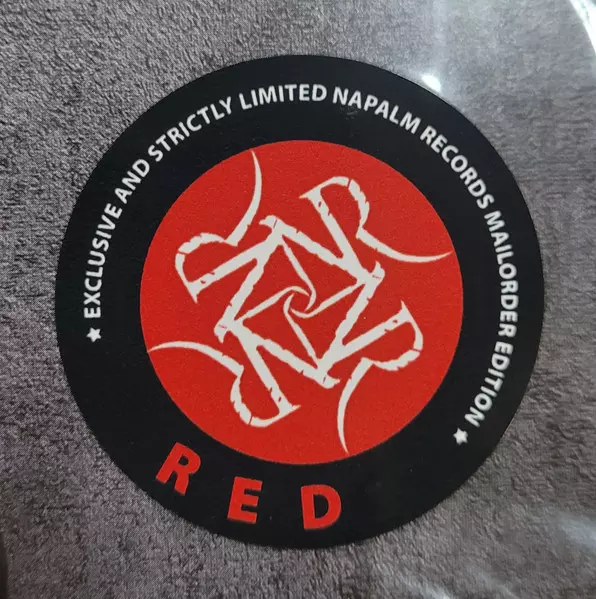 ★ EXCLUSIVE AND STRICTLY LIMITED NAPALM RECORDS MAILORDER EDITION ★
RED